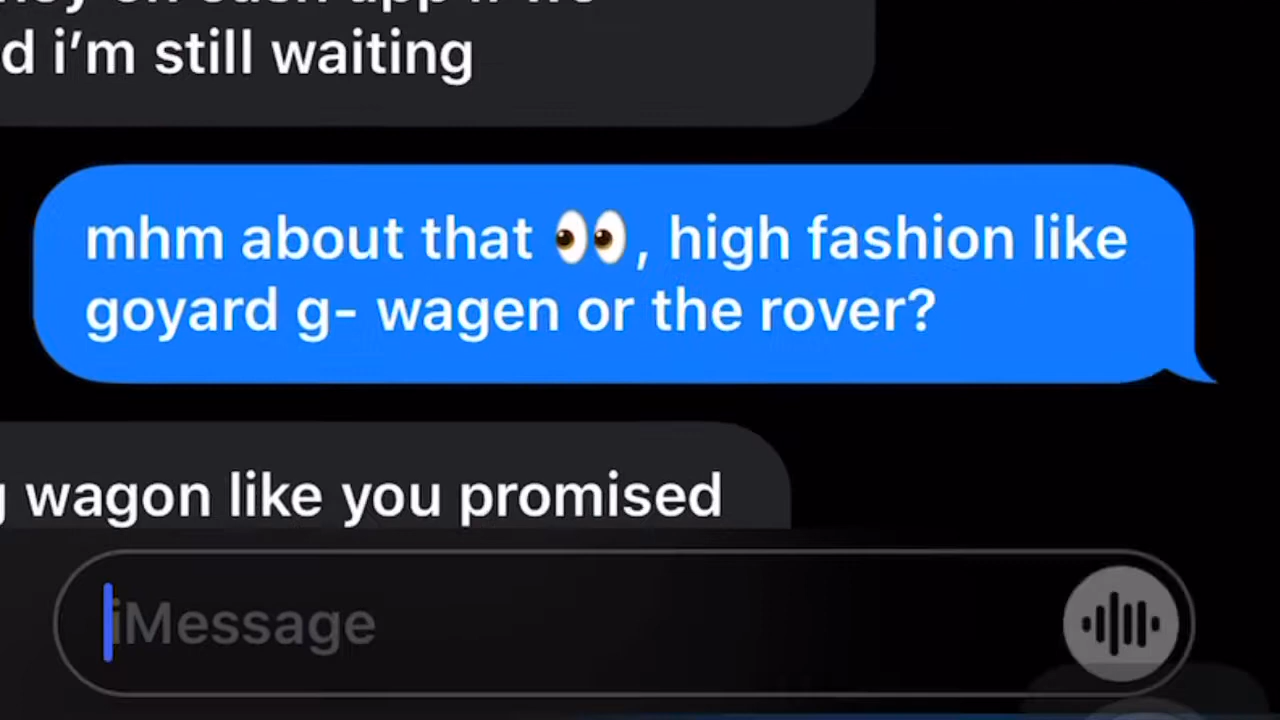 d i'm still waiting
mhm about that 👀, high fashion like
goyard g- wagen or the rover?
wagon like you promised
iMessage